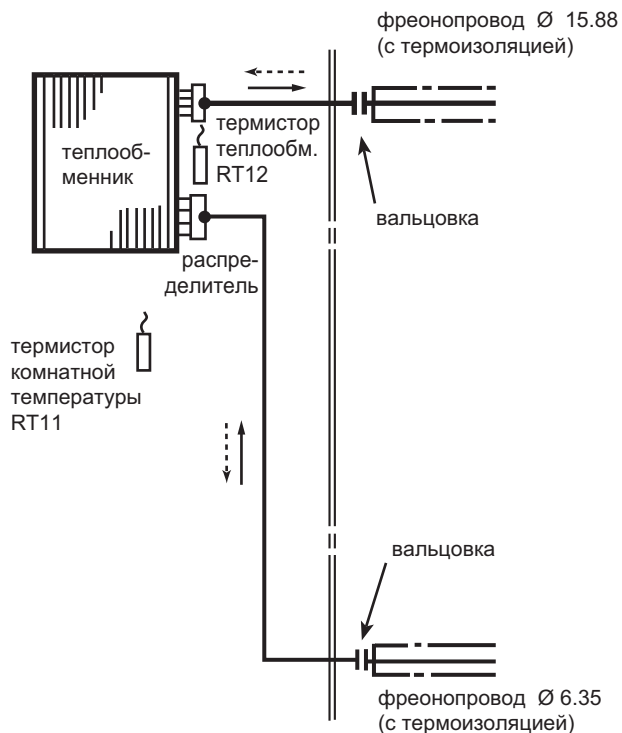 фреонопровод Ø 15.88
(с термоизоляцией)
теплооб-
менник
термистор
теплообм.
RT12
вальцовка
распре-
делитель
термистор
комнатной
температуры
RT11
вальцовка
фреонопровод Ø 6.35
(с термоизоляцией)